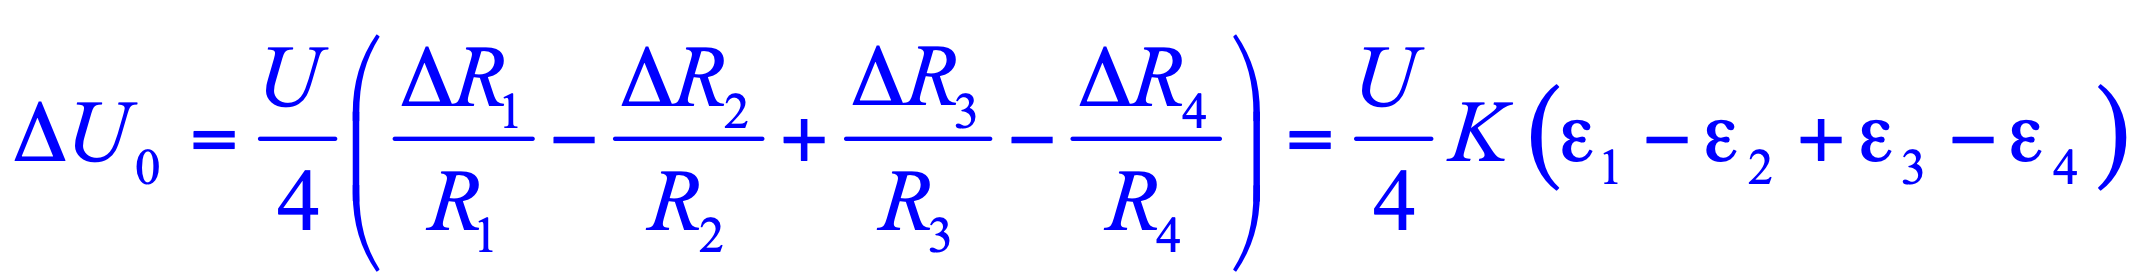 ΔU₀ = U/4 (ΔR₁/R₁ − ΔR₂/R₂ + ΔR₃/R₃ − ΔR₄/R₄) = U/4 K(ε₁ − ε₂ + ε₃ − ε₄)